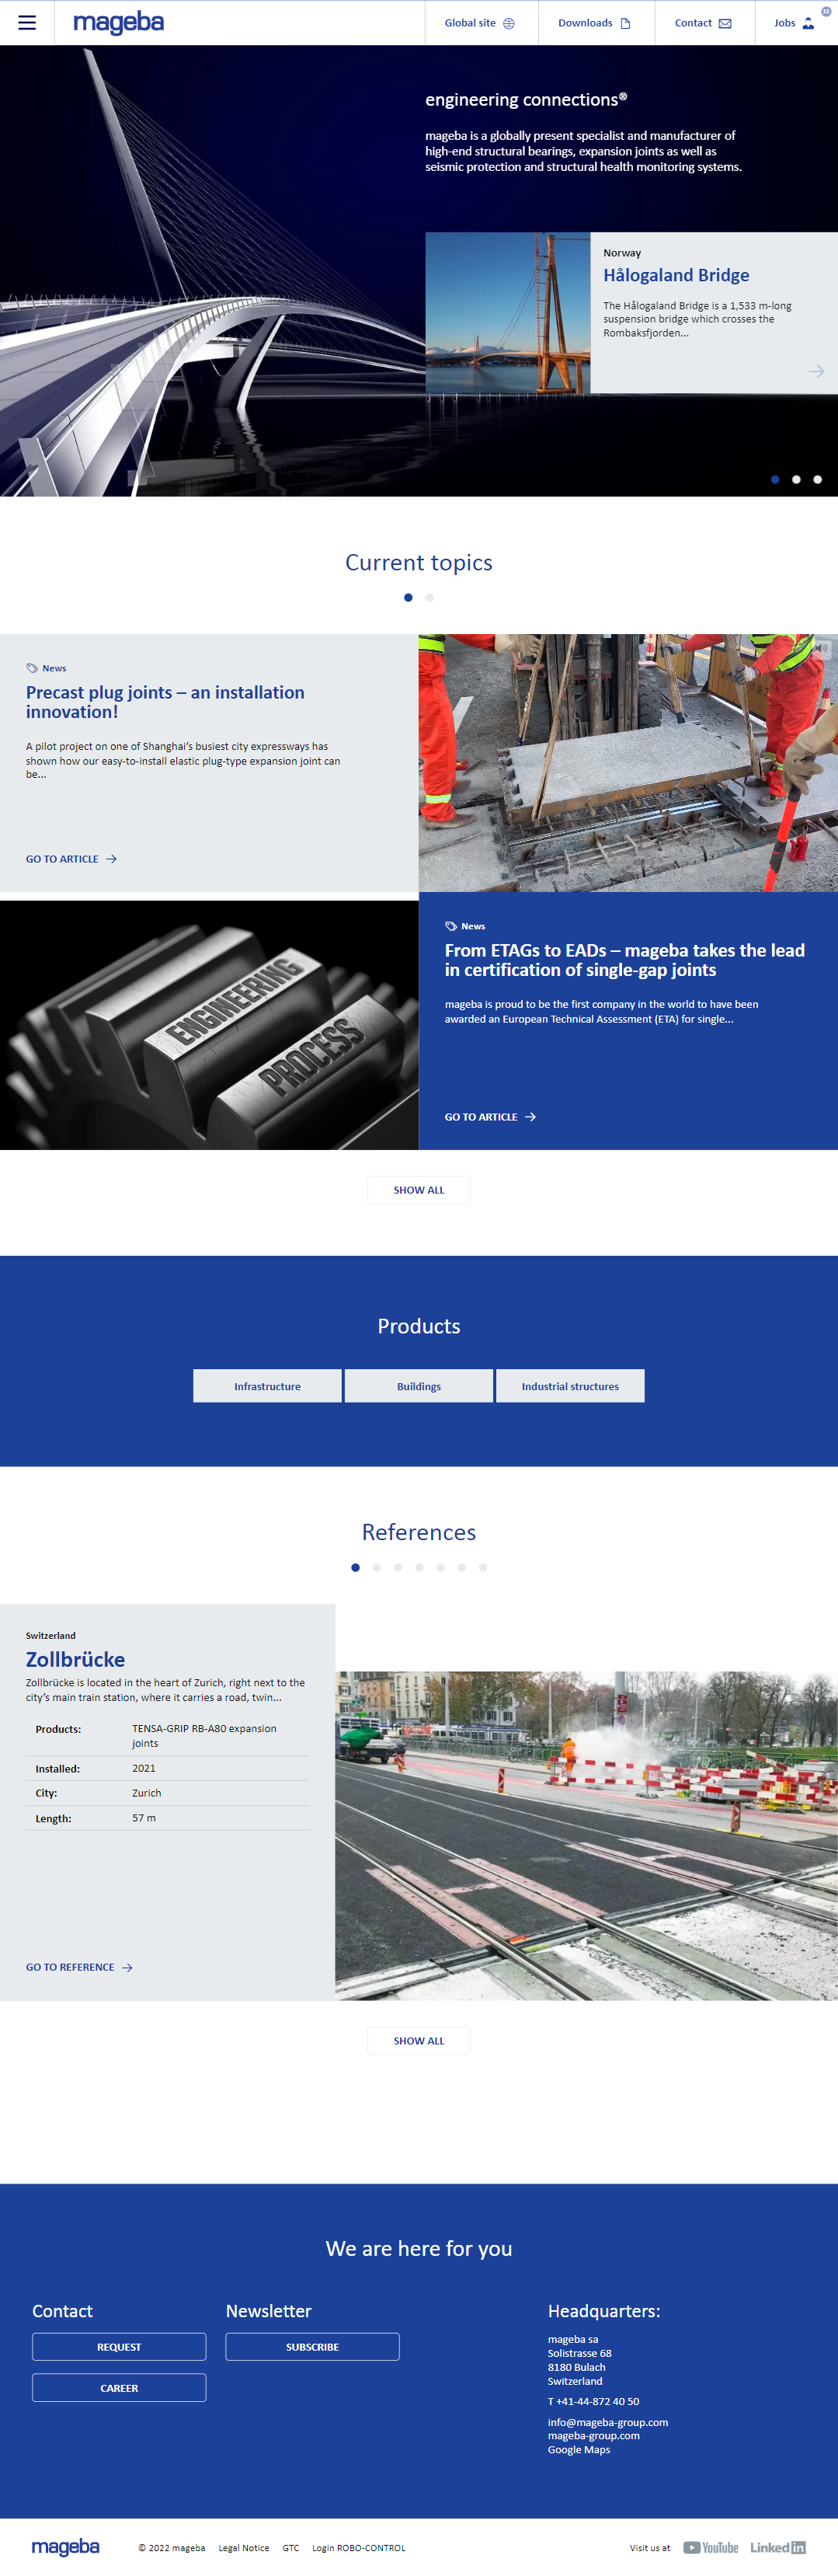 mageba
Global site
Downloads
Contact
Jobs
engineering connections®
mageba is a globally present specialist and manufacturer of
high-end structural bearings, expansion joints as well as
seismic protection and structural health monitoring systems.
Norway
Hålogaland Bridge
The Hålogaland Bridge is a 1,533 m-long
suspension bridge which crosses the
Rombaksfjorden...
Current topics
News
Precast plug joints – an installation
innovation!
A pilot project on one of Shanghai's busiest city expressways has
shown how our easy-to-install elastic plug-type expansion joint can
be...
GO TO ARTICLE
ENGINEERING
PROCESS
News
From ETAGs to EADs – mageba takes the lead
in certification of single-gap joints
mageba is proud to be the first company in the world to have been
awarded an European Technical Assessment (ETA) for single...
GO TO ARTICLE
SHOW ALL
Products
Infrastructure
Buildings
Industrial structures
References
Switzerland
Zollbrücke
Zollbrücke is located in the heart of Zurich, right next to the
city's main train station, where it carries a road, twin...
Products: TENSA-GRIP RB-A80 expansion
joints
Installed: 2021
City: Zurich
Length: 57 m
GO TO REFERENCE
SHOW ALL
We are here for you
Contact
REQUEST
CAREER
Newsletter
SUBSCRIBE
Headquarters:
mageba sa
Solistrasse 68
8180 Bulach
Switzerland
T +41-44-872 40 50
info@mageba-group.com
mageba-group.com
Google Maps
mageba
© 2022 mageba
Legal Notice
GTC
Login ROBO-CONTROL
Visit us at
YouTube
Linked in